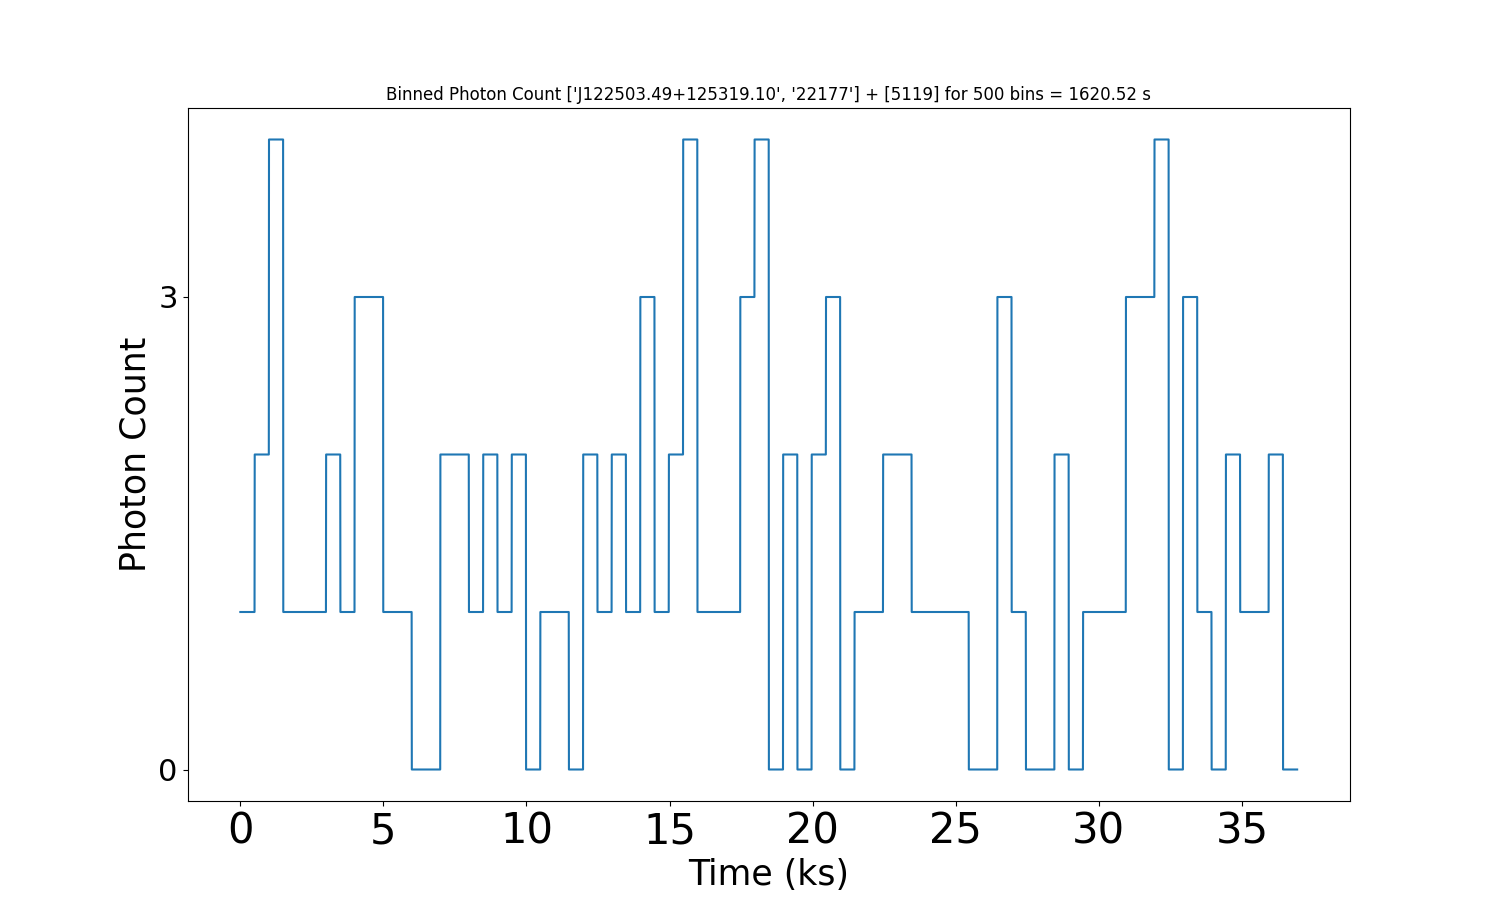 Binned Photon Count ['J122503.49+125319.10', '22177'] + [5119] for 500 bins = 1620.52 s
3
0
Photon Count
0 5 10 15 20 25 30 35
Time (ks)